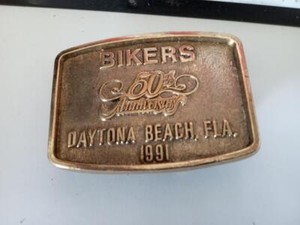 BIKERS
50th
Anniversary
DAYTONA BEACH, FLA.
1991